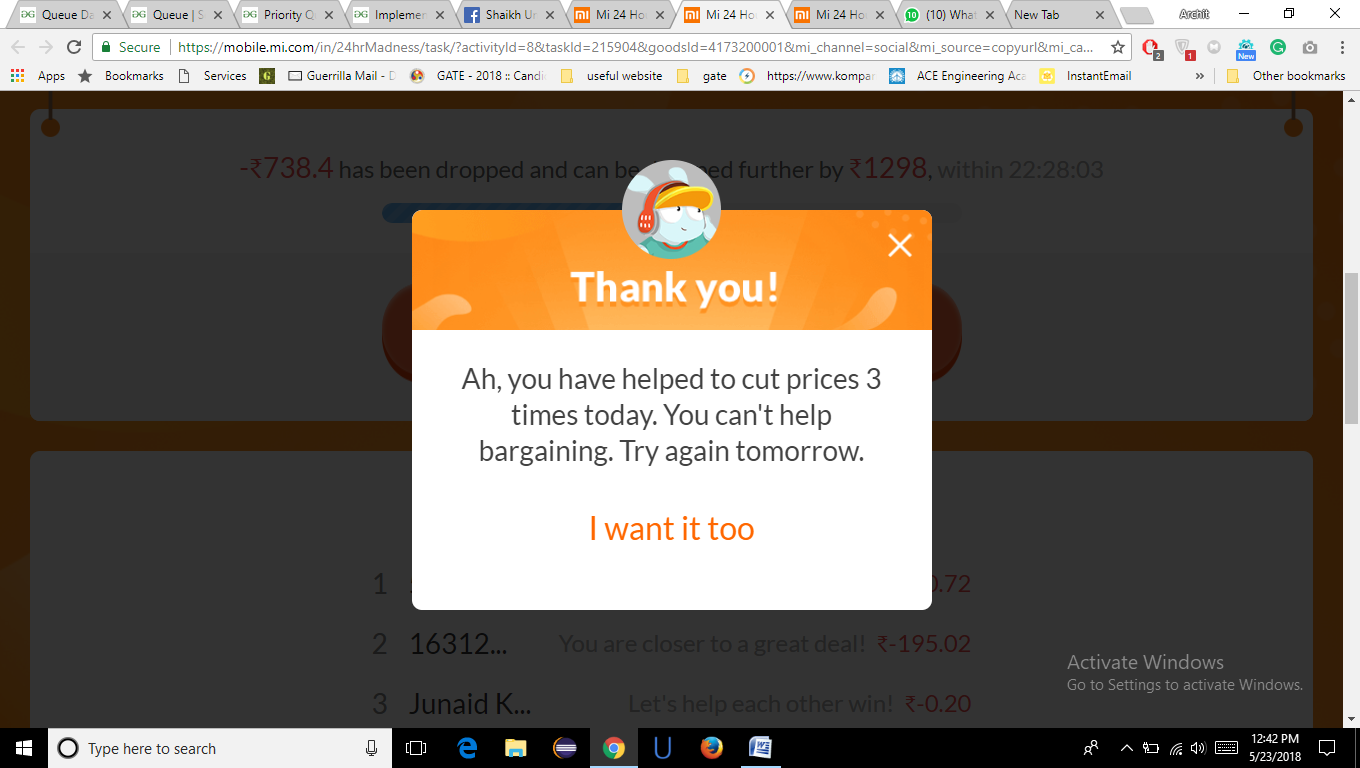 Queue Da
Queue | S
Priority Q
Implemen
Shaikh Un
Mi 24 Ho
Mi 24 Ho
Mi 24 Ho
(10) What
New Tab
Archit
Secure
https://mobile.mi.com/in/24hrMadness/task/?activityId=8&taskId=215904&goodsId=4173200001&mi_channel=social&mi_source=copyurl&mi_ca...
2
1
New
Apps
Bookmarks
Services
Guerrilla Mail - D
GATE - 2018 :: Candi
useful website
gate
https://www.kompar
ACE Engineering Aca
InstantEmail
»
Other bookmarks
-₹738.4 has been dropped and can be ped further by ₹1298, within 22:28:03
Thank you!
Ah, you have helped to cut prices 3
times today. You can't help
bargaining. Try again tomorrow.
I want it too
1 0.72
2 16312... You are closer to a great deal! ₹-195.02
3 Junaid K... Let's help each other win! ₹-0.20
Activate Windows
Go to Settings to activate Windows.
Type here to search
12:42 PM
5/23/2018